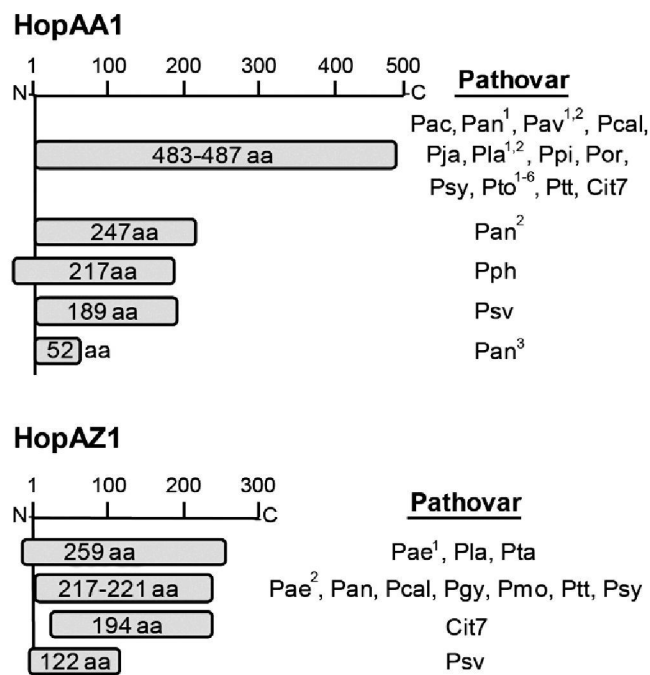 HopAA1
1 100 200 300 400 500
N C Pathovar
Pac, Pan¹, Pav¹,², Pcal,
483-487 aa Pja, Pla¹,², Ppi, Por,
Psy, Pto¹⁻⁶, Ptt, Cit7
247aa Pan²
217aa Pph
189 aa Psv
52 aa Pan³
HopAZ1
1 100 200 300
N C Pathovar
259 aa Pae¹, Pla, Pta
217-221 aa Pae², Pan, Pcal, Pgy, Pmo, Ptt, Psy
194 aa Cit7
122 aa Psv